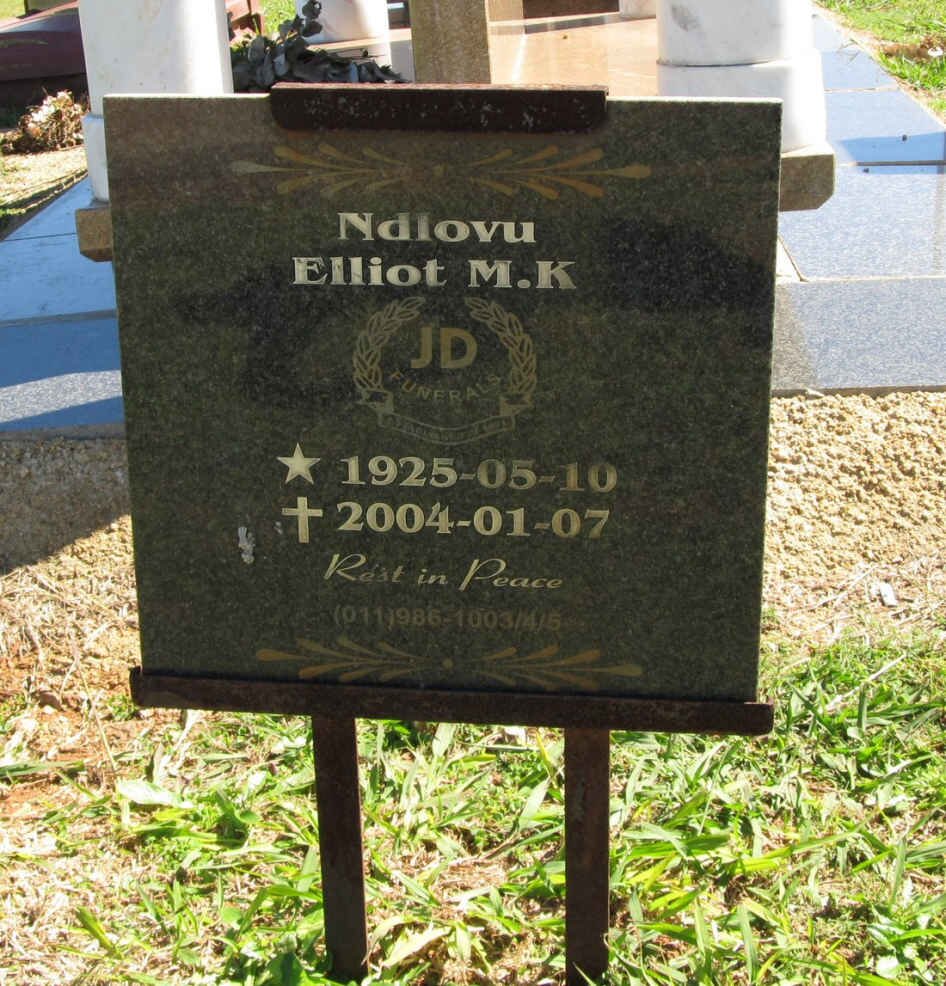 Ndlovu
Elliot M.K
JD
FUNERALS
1925-05-10
2004-01-07
Rest in Peace
(011)986-1003/4/5